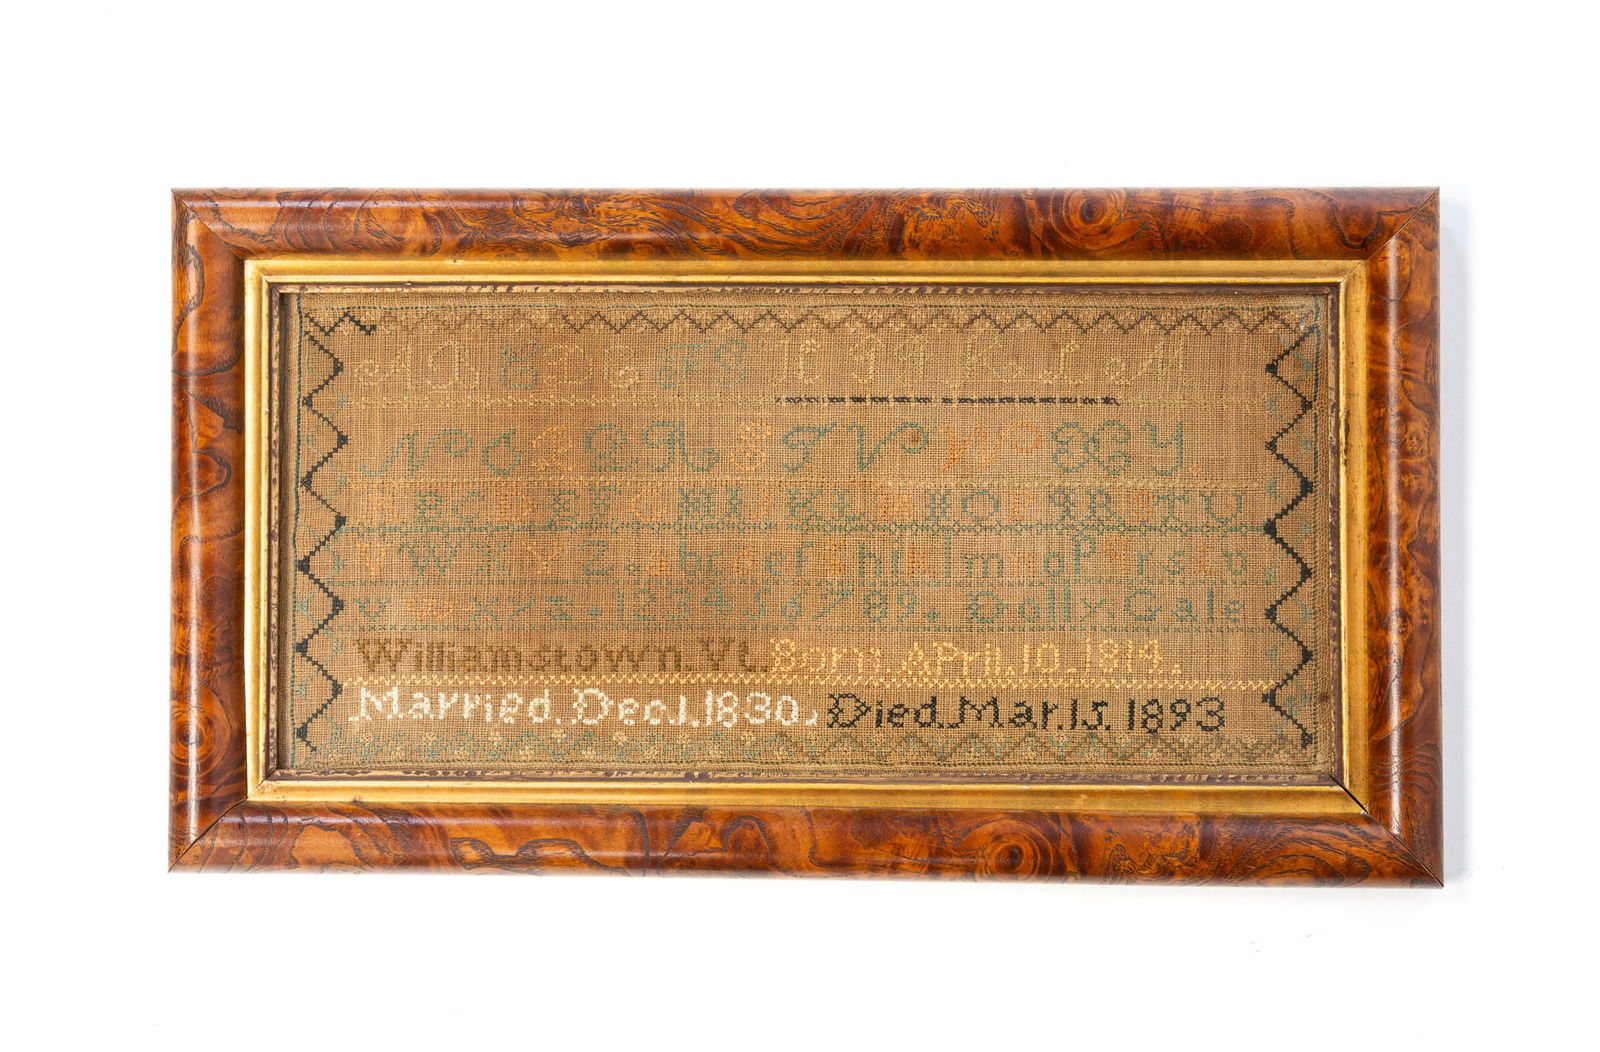 A B C D E F G H I J K L M
N O P Q R S T V W X Y
A B C D E F G H I J K L M N O P Q R S T U
V W X Y Z . a b c d e f g h i k l m n o p q r s t u
v w x y z . 1 2 3 4 5 6 7 8 9 . Dolly Gale
Williamstown. Vt. Born. April. 10. 1814.
Married. Dec. 1. 1830. Died. Mar. 15. 1893